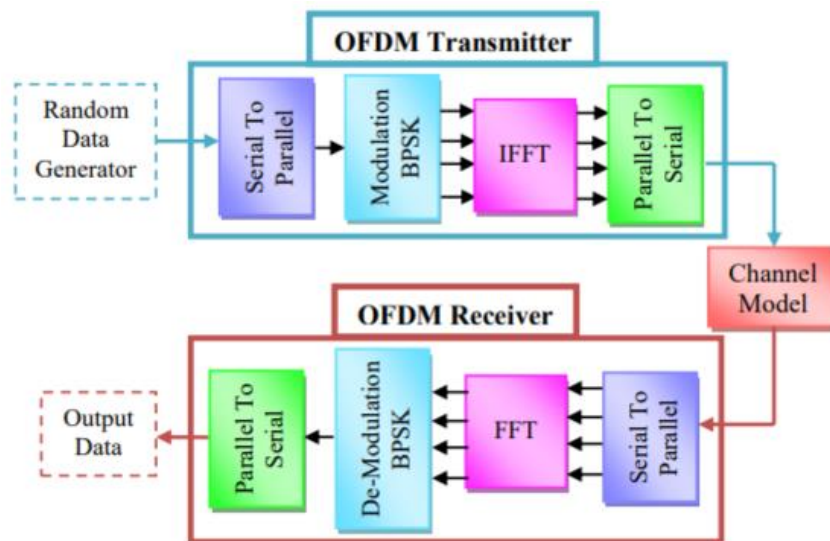 OFDM Transmitter
Random
Data
Generator
Serial To
Parallel
Modulation
BPSK
IFFT
Parallel To
Serial
Channel
Model
OFDM Receiver
Output
Data
Parallel To
Serial
De-Modulation
BPSK
FFT
Serial To
Parallel